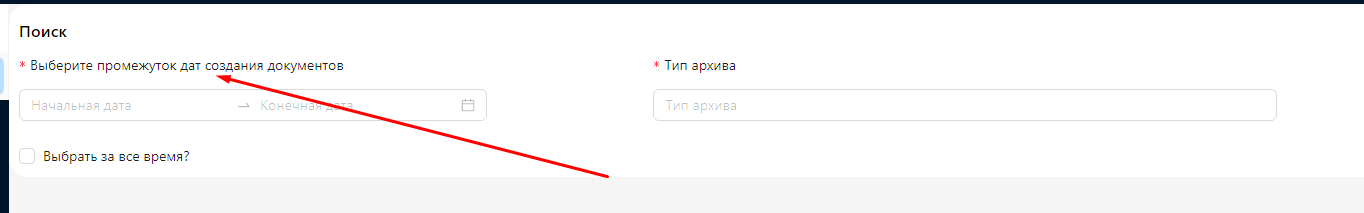 Поиск
* Выберите промежуток дат создания документов
* Тип архива
Начальная дата
Конечная дата
Тип архива
Выбрать за все время?